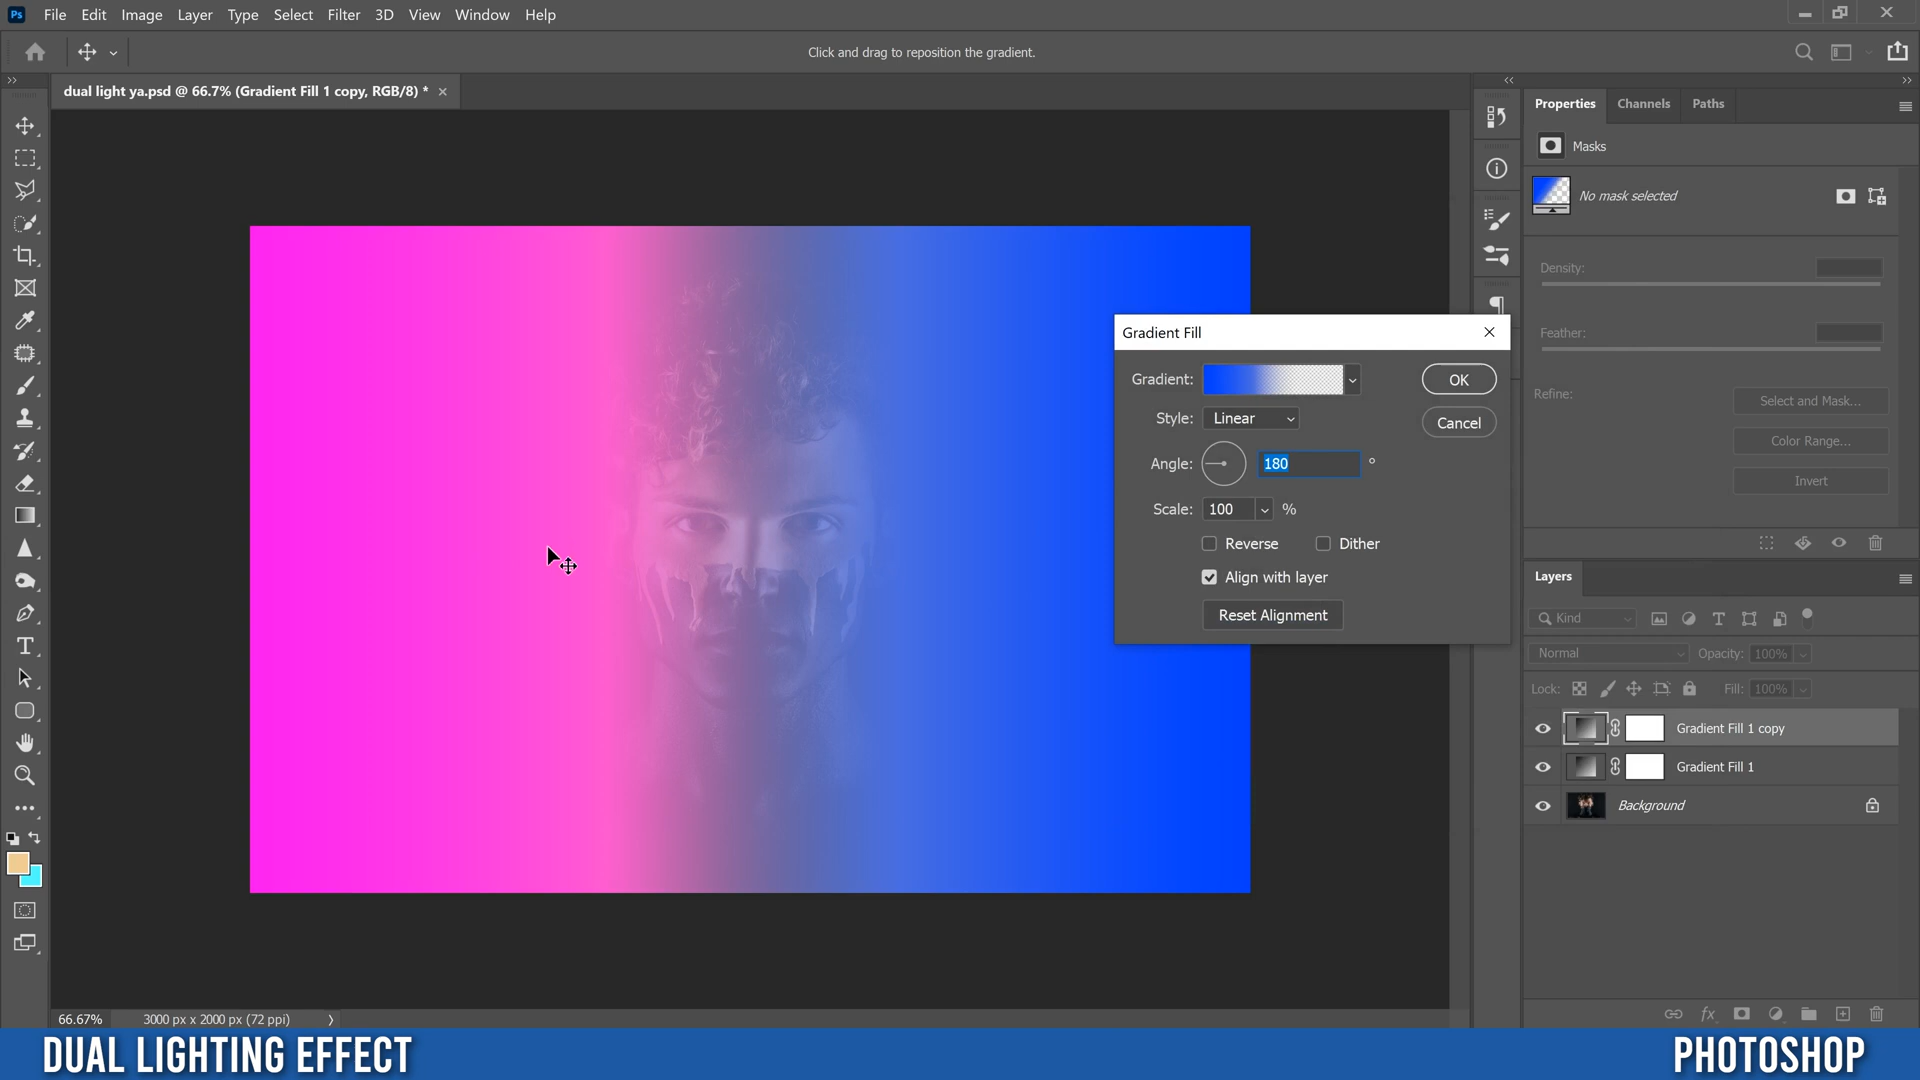 Ps File Edit Image Layer Type Select Filter 3D View Window Help
Click and drag to reposition the gradient.
dual light ya.psd @ 66.7% (Gradient Fill 1 copy, RGB/8) *
Properties Channels Paths
Masks
No mask selected
Density:
Feather:
Refine:
Select and Mask...
Color Range...
Invert
Gradient Fill
Gradient:
OK
Style: Linear
Cancel
Angle: 180 °
Scale: 100 %
Reverse Dither
Align with layer
Reset Alignment
Layers
Kind
Normal Opacity: 100%
Lock: Fill: 100%
Gradient Fill 1 copy
Gradient Fill 1
Background
fx
66.67% 3000 px x 2000 px (72 ppi)
DUAL LIGHTING EFFECT
PHOTOSHOP